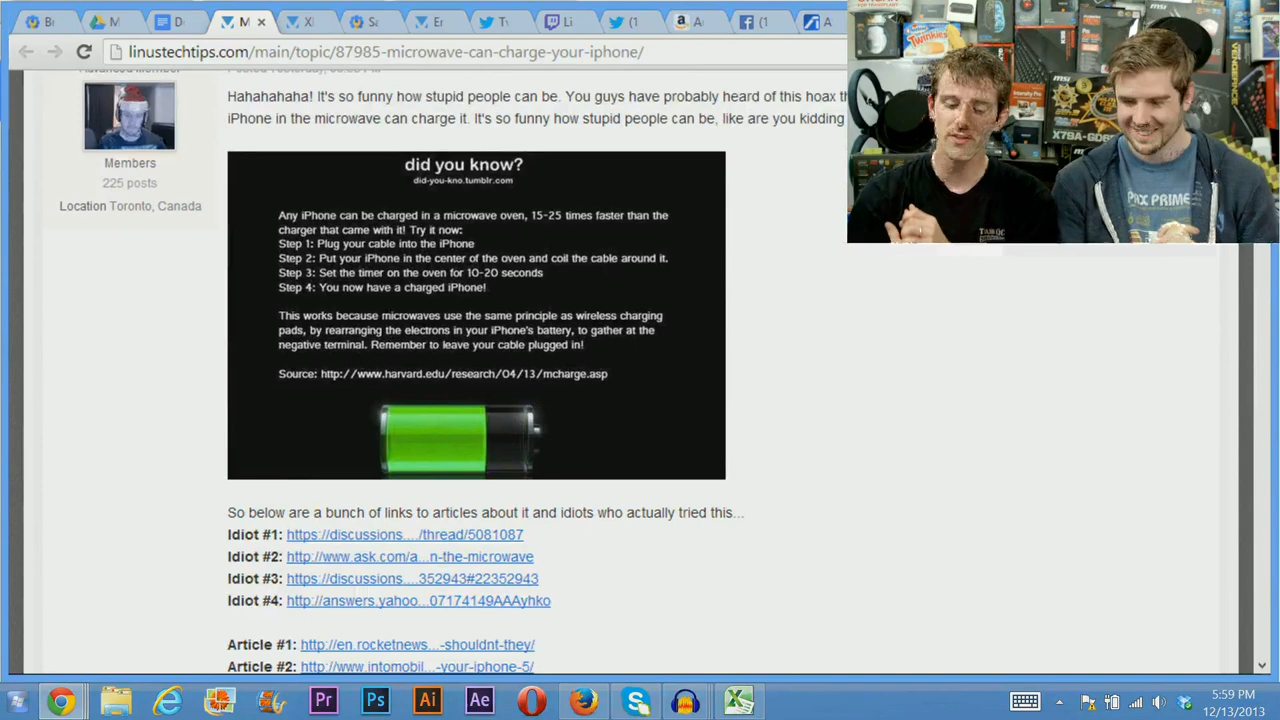 linustechtips.com/main/topic/87985-microwave-can-charge-your-iphone/
Members
225 posts
Location Toronto, Canada
Hahahahaha! It's so funny how stupid people can be. You guys have probably heard of this hoax th
iPhone in the microwave can charge it. It's so funny how stupid people can be, like are you kidding
did you know?
did-you-kno.tumblr.com
Any iPhone can be charged in a microwave oven, 15-25 times faster than the
charger that came with it! Try it now:
Step 1: Plug your cable into the iPhone
Step 2: Put your iPhone in the center of the oven and coil the cable around it.
Step 3: Set the timer on the oven for 10-20 seconds
Step 4: You now have a charged iPhone!
This works because microwaves use the same principle as wireless charging
pads, by rearranging the electrons in your iPhone's battery, to gather at the
negative terminal. Remember to leave your cable plugged in!
Source: http://www.harvard.edu/research/04/13/mcharge.asp
So below are a bunch of links to articles about it and idiots who actually tried this...
Idiot #1: https://discussions..../thread/5081087
Idiot #2: http://www.ask.com/a...n-the-microwave
Idiot #3: https://discussions....352943#22352943
Idiot #4: http://answers.yahoo...07174149AAAyhko
Article #1: http://en.rocketnews...-shouldnt-they/
Article #2: http://www.intomobil...-your-iphone-5/
Twinkies
msi
msi
VENGEANCE
Pr
Ps
Ai
Ae
5:59 PM
12/13/2013